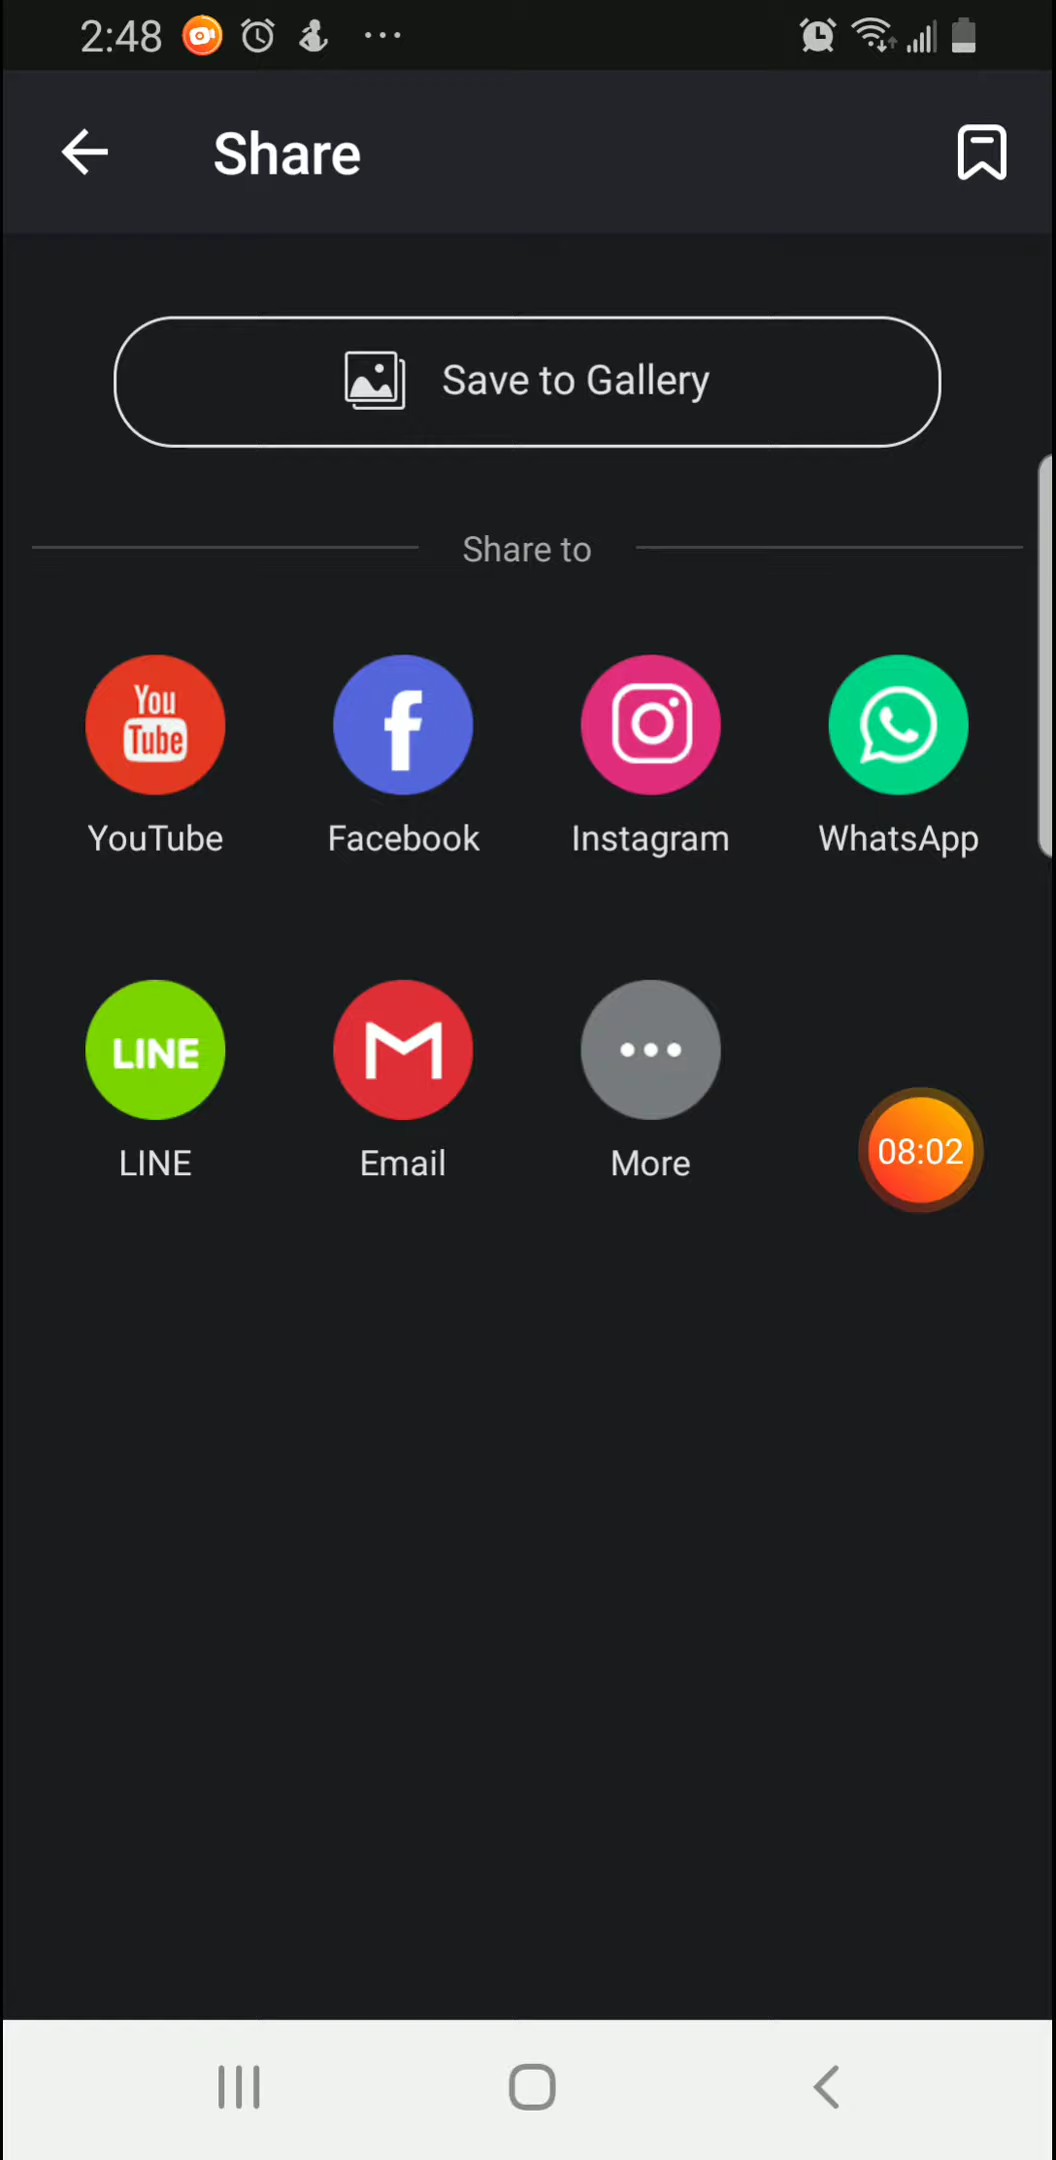 2:48
Share
Save to Gallery
Share to
You
Tube
YouTube
Facebook
Instagram
WhatsApp
LINE
LINE
Email
More
08:02